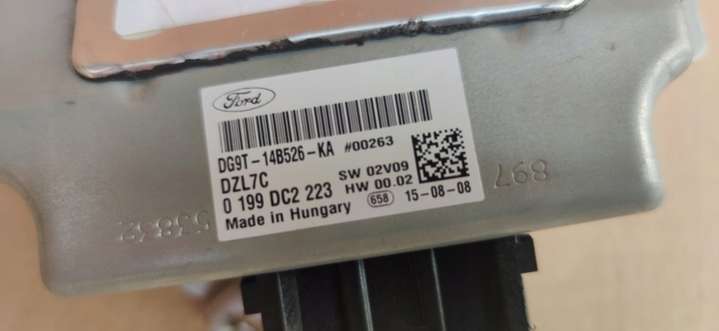 Ford
DG9T-14B526-KA #00263
DZL7C SW 02V09
0 199 DC2 223 HW 00.02
Made in Hungary 658 15-08-08
897